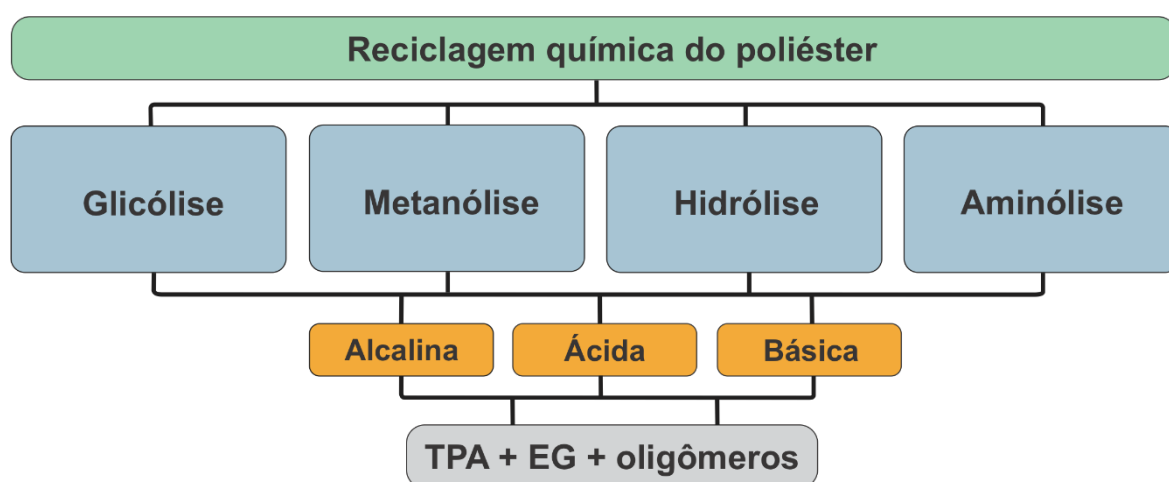 Reciclagem química do poliéster
Glicólise
Metanólise
Hidrólise
Aminólise
Alcalina
Ácida
Básica
TPA + EG + oligômeros